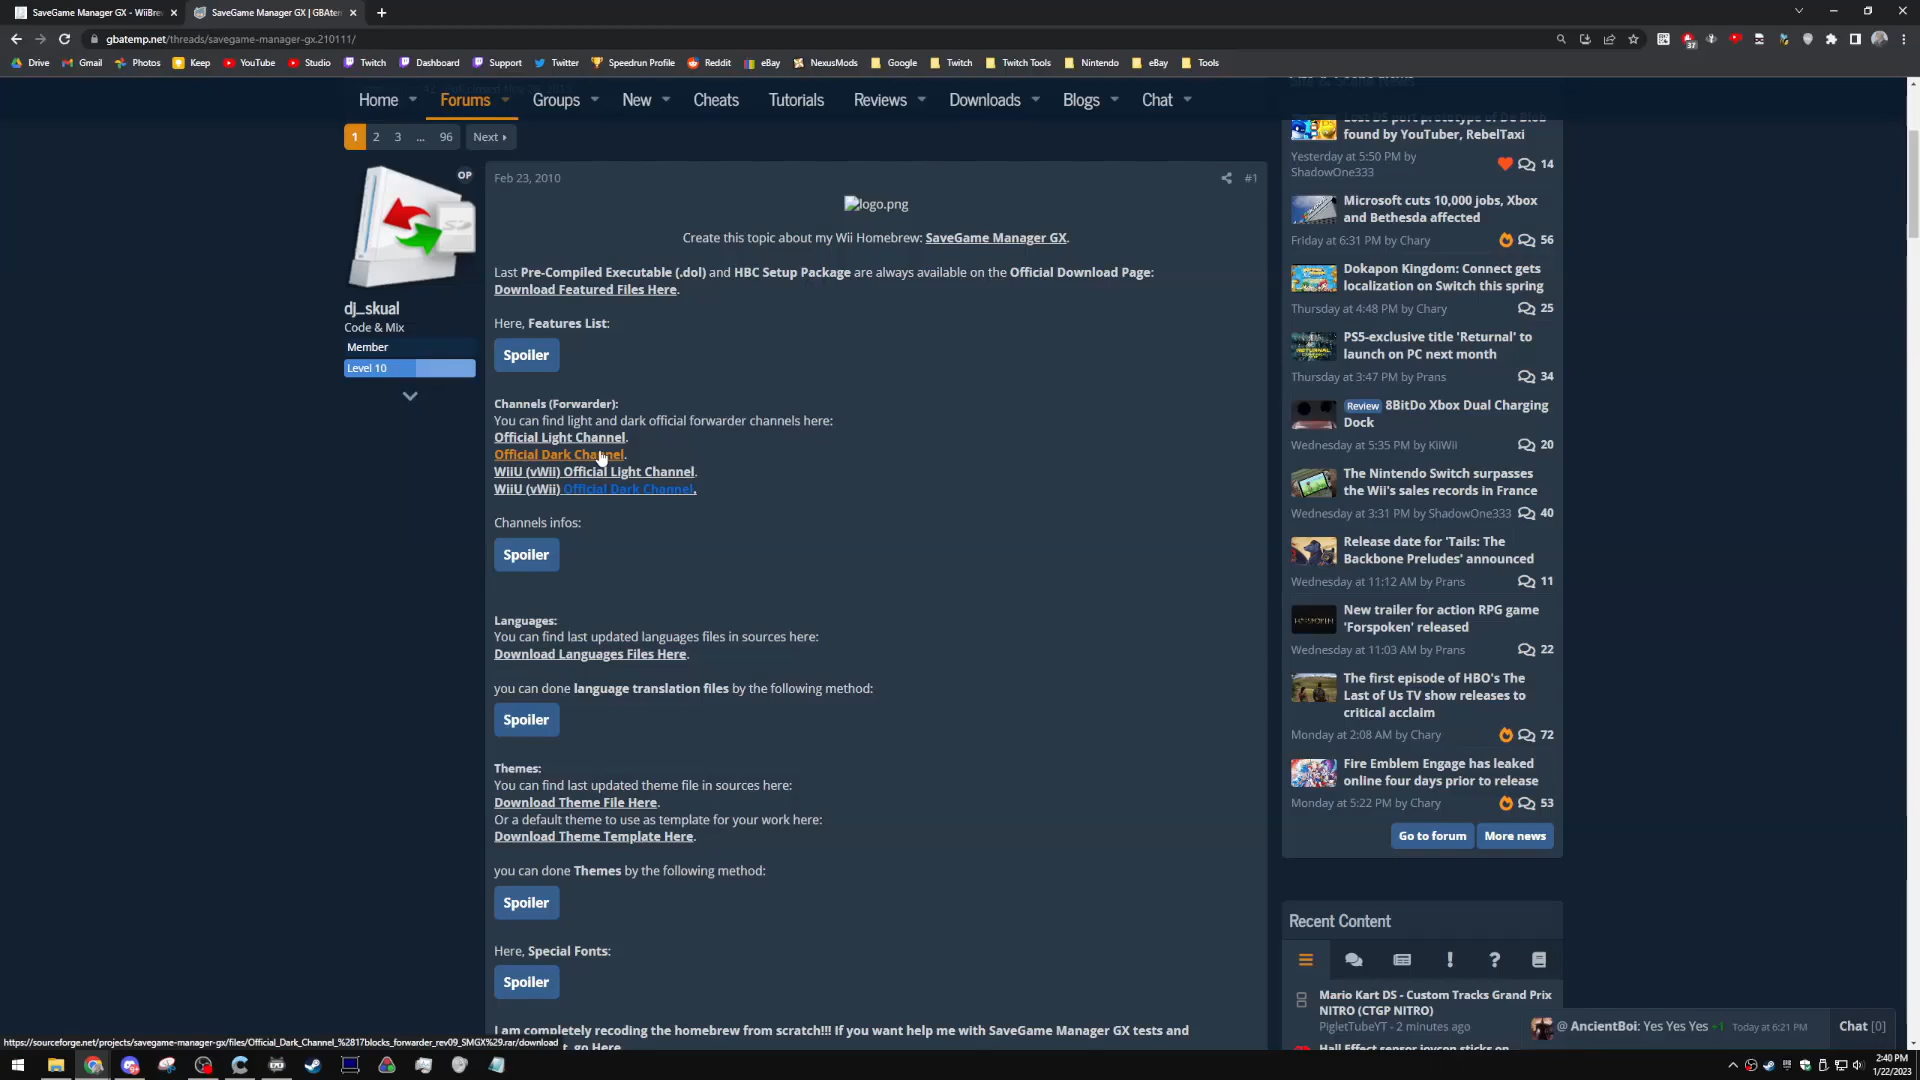 SaveGame Manager GX - WiiBre
SaveGame Manager GX | GBAtem
gbatemp.net/threads/savegame-manager-gx.210111/
37
Drive
Gmail
Photos
Keep
YouTube
Studio
Twitch
Dashboard
Support
Twitter
Speedrun Profile
Reddit
eBay
NexusMods
Google
Twitch
Twitch Tools
Nintendo
eBay
Tools
Home
Forums
Groups
New
Cheats
Tutorials
Reviews
Downloads
Blogs
Chat
1
2
3
...
96
Next
OP
dj_skual
Code & Mix
Member
Level 10
Feb 23, 2010
#1
logo.png
Create this topic about my Wii Homebrew: SaveGame Manager GX.
Last Pre-Compiled Executable (.dol) and HBC Setup Package are always available on the Official Download Page:
Download Featured Files Here.
Here, Features List:
Spoiler
Channels (Forwarder):
You can find light and dark official forwarder channels here:
Official Light Channel.
Official Dark Channel.
WiiU (vWii) Official Light Channel.
WiiU (vWii) Official Dark Channel.
Channels infos:
Spoiler
Languages:
You can find last updated languages files in sources here:
Download Languages Files Here.
you can done language translation files by the following method:
Spoiler
Themes:
You can find last updated theme file in sources here:
Download Theme File Here.
Or a default theme to use as template for your work here:
Download Theme Template Here.
you can done Themes by the following method:
Spoiler
Here, Special Fonts:
Spoiler
I am completely recoding the homebrew from scratch!!! If you want help me with SaveGame Manager GX tests and
t, go Here
found by YouTuber, RebelTaxi
Yesterday at 5:50 PM by
ShadowOne333
14
Microsoft cuts 10,000 jobs, Xbox
and Bethesda affected
Friday at 6:31 PM by Chary
56
Dokapon Kingdom: Connect gets
localization on Switch this spring
Thursday at 4:48 PM by Chary
25
PS5-exclusive title 'Returnal' to
launch on PC next month
Thursday at 3:47 PM by Prans
34
Review 8BitDo Xbox Dual Charging
Dock
Wednesday at 5:35 PM by KiiWii
20
The Nintendo Switch surpasses
the Wii's sales records in France
Wednesday at 3:31 PM by ShadowOne333
40
Release date for 'Tails: The
Backbone Preludes' announced
Wednesday at 11:12 AM by Prans
11
New trailer for action RPG game
'Forspoken' released
Wednesday at 11:03 AM by Prans
22
The first episode of HBO's The
Last of Us TV show releases to
critical acclaim
Monday at 2:08 AM by Chary
72
Fire Emblem Engage has leaked
online four days prior to release
Monday at 5:22 PM by Chary
53
Go to forum
More news
Recent Content
Mario Kart DS - Custom Tracks Grand Prix
NITRO (CTGP NITRO)
PigletTubeYT - 2 minutes ago
@ AncientBoi: Yes Yes Yes +1 Today at 6:21 PM
Chat [0]
https://sourceforge.net/projects/savegame-manager-gx/files/Official_Dark_Channel_%2817blocks_forwarder_rev09_SMGX%29.rar/download
2:40 PM
1/22/2023